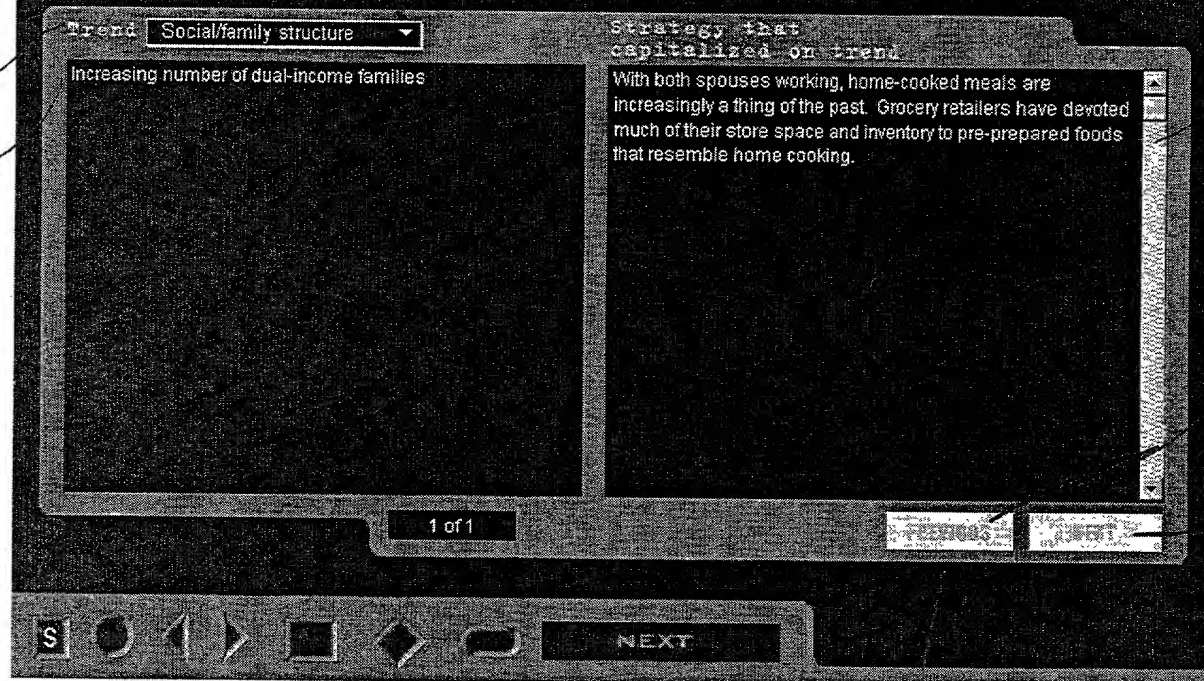 Trend Social/family structure
Strategy that
capitalized on trend
Increasing number of dual-income families
With both spouses working, home-cooked meals are
increasingly a thing of the past. Grocery retailers have devoted
much of their store space and inventory to pre-prepared foods
that resemble home cooking.
1 of 1
PREVIOUS
NEXT
S
NEXT